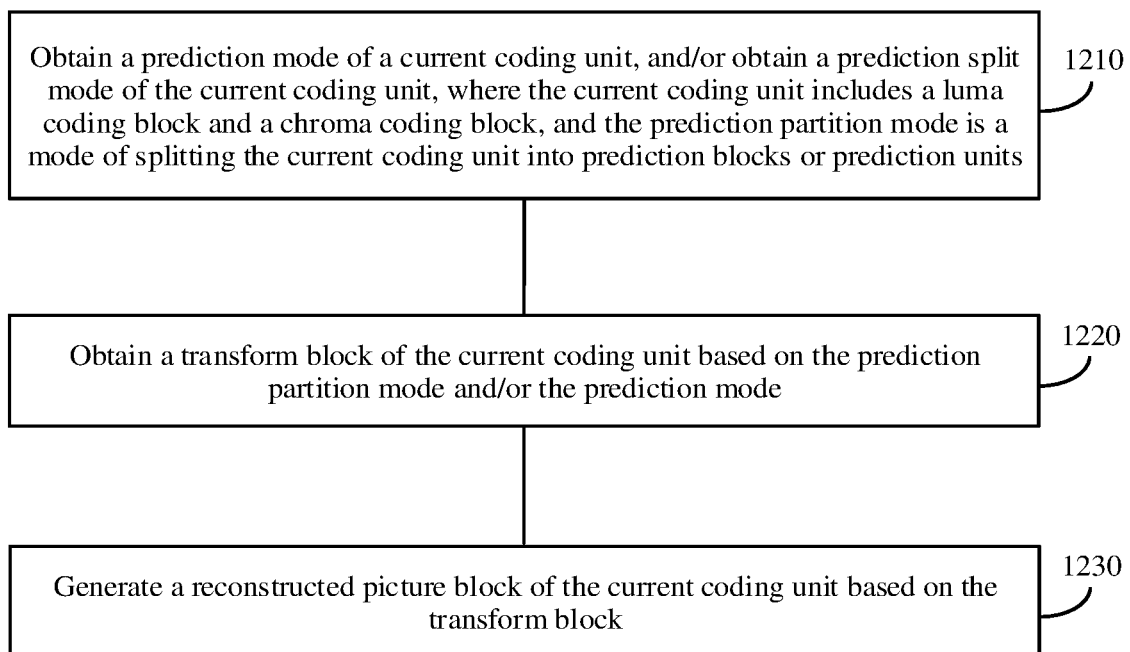 Obtain a prediction mode of a current coding unit, and/or obtain a prediction split
mode of the current coding unit, where the current coding unit includes a luma
coding block and a chroma coding block, and the prediction partition mode is a
mode of splitting the current coding unit into prediction blocks or prediction units
1210
Obtain a transform block of the current coding unit based on the prediction
partition mode and/or the prediction mode
1220
Generate a reconstructed picture block of the current coding unit based on the
transform block
1230